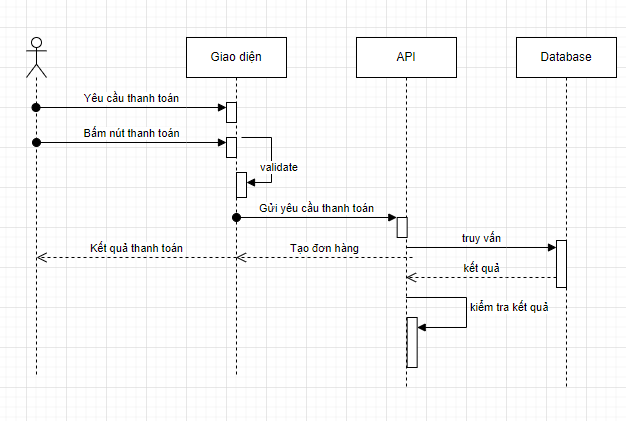 Giao diện
API
Database
Yêu cầu thanh toán
Bấm nút thanh toán
validate
Gửi yêu cầu thanh toán
truy vấn
Kết quả thanh toán
Tạo đơn hàng
kết quả
kiểm tra kết quả